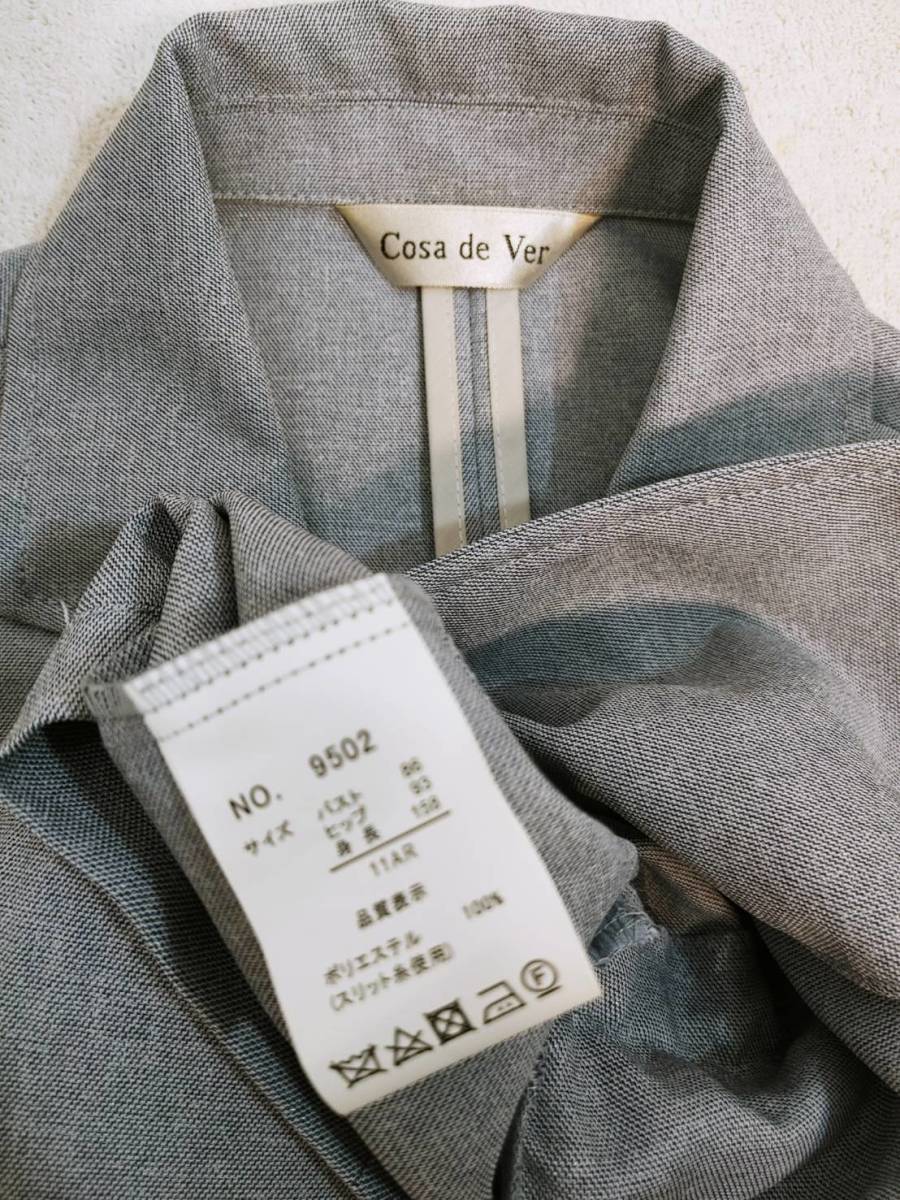 Cosa de Ver
NO. 9502
サイズ バスト 86
ヒップ 93
身長 158
11AR
品質表示
ポリエステル 100%
(スリット糸使用)
F